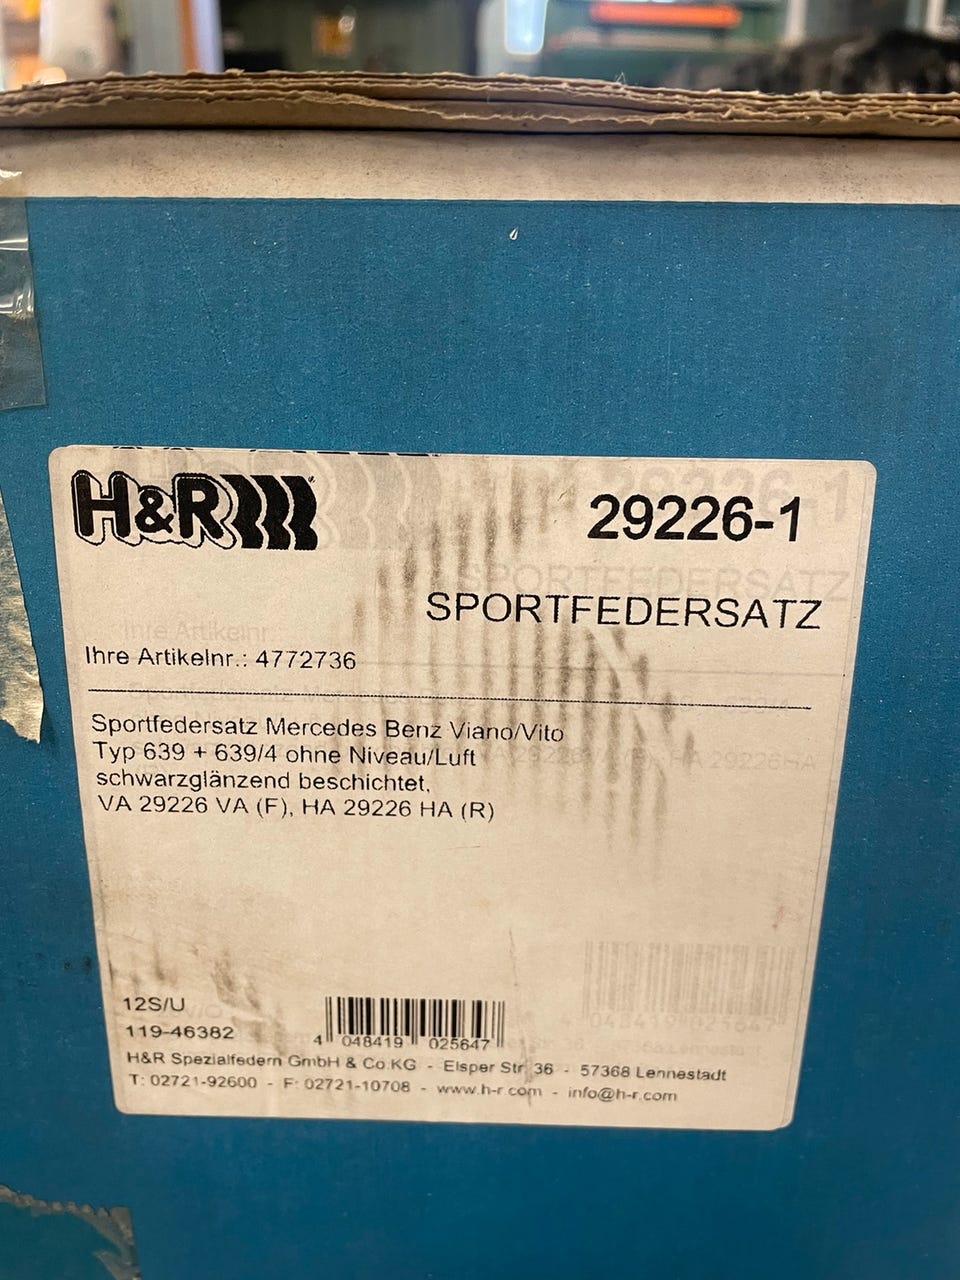 H&R
29226-1
SPORTFEDERSATZ
Ihre Artikelnr.: 4772736
Sportfedersatz Mercedes Benz Viano/Vito
Typ 639 + 639/4 ohne Niveau/Luft
schwarzglänzend beschichtet,
VA 29226 VA (F), HA 29226 HA (R)
12S/U
119-46382
4 048419 025647
H&R Spezialfedern GmbH & Co.KG - Elsper Str. 36 - 57368 Lennestadt
T: 02721-92600 - F: 02721-10708 - www.h-r.com - info@h-r.com